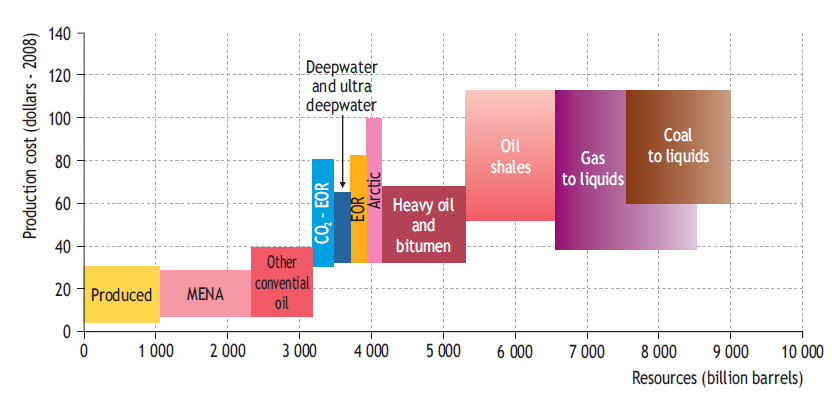 Production cost (dollars - 2008)
140
120
100
80
60
40
20
0
Produced
MENA
Other
convential
oil
CO₂ - EOR
Deepwater
and ultra
deepwater
EOR
Arctic
Heavy oil
and
bitumen
Oil
shales
Gas
to liquids
Coal
to liquids
0 1 000 2 000 3 000 4 000 5 000 6 000 7 000 8 000 9 000 10 000
Resources (billion barrels)